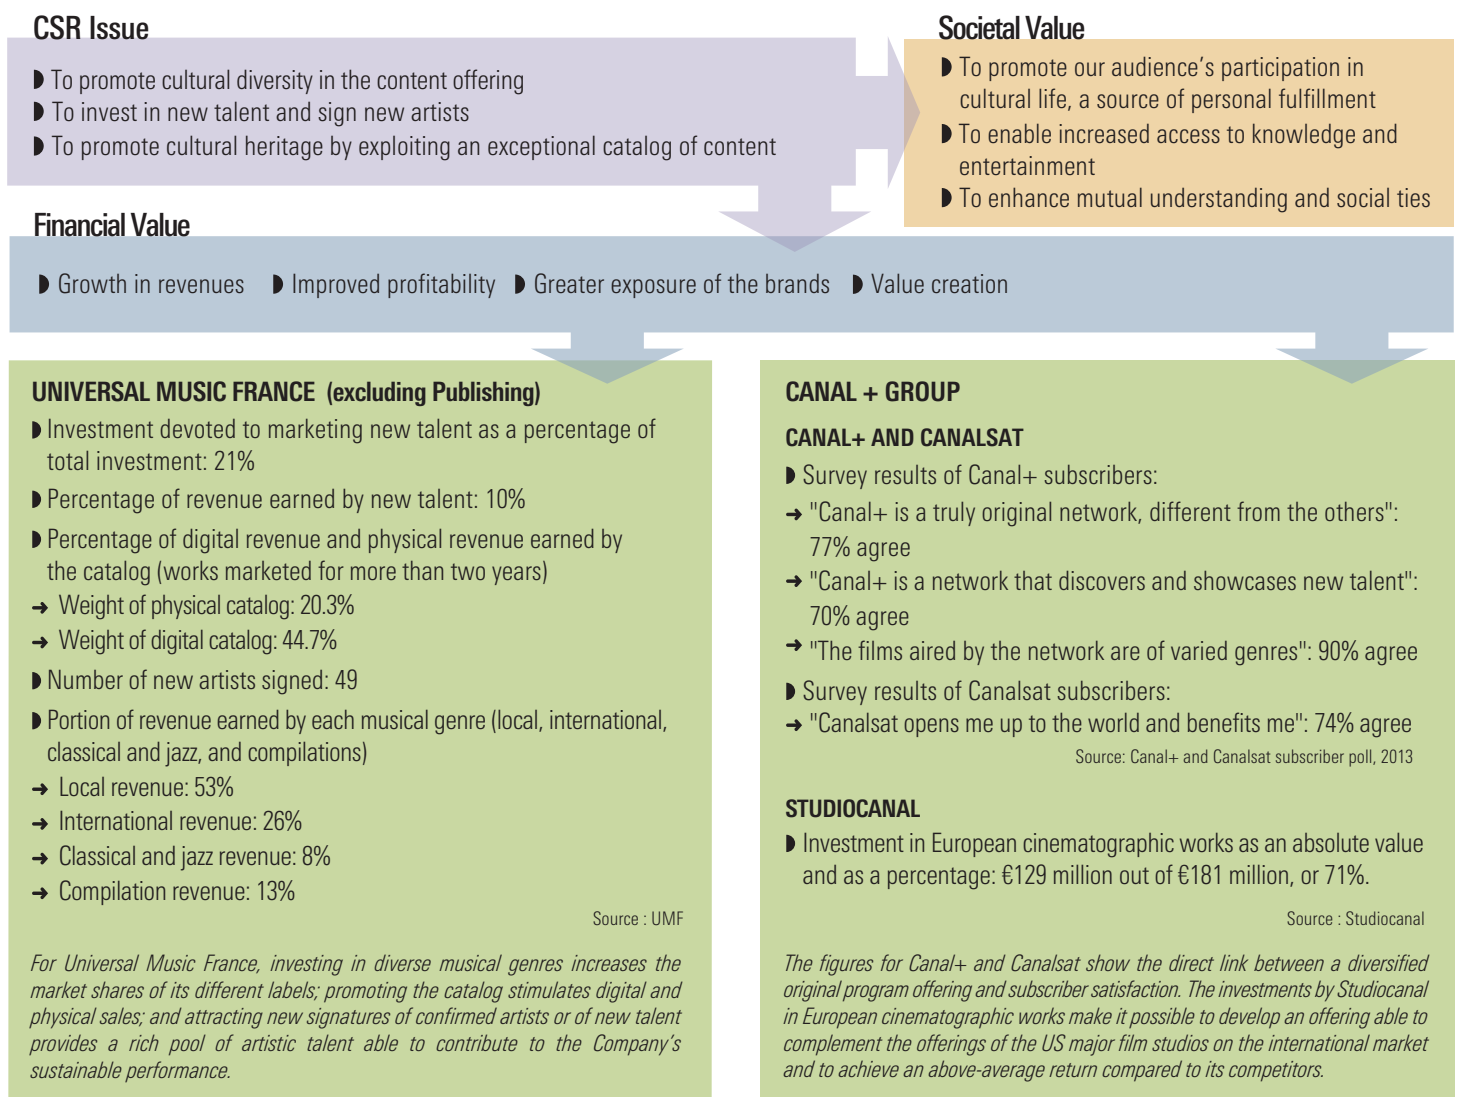 CSR Issue
◗ To promote cultural diversity in the content offering
◗ To invest in new talent and sign new artists
◗ To promote cultural heritage by exploiting an exceptional catalog of content
Societal Value
◗ To promote our audience's participation in
cultural life, a source of personal fulfillment
◗ To enable increased access to knowledge and
entertainment
◗ To enhance mutual understanding and social ties
Financial Value
◗ Growth in revenues ◗ Improved profitability ◗ Greater exposure of the brands ◗ Value creation
UNIVERSAL MUSIC FRANCE (excluding Publishing)
◗ Investment devoted to marketing new talent as a percentage of
total investment: 21%
◗ Percentage of revenue earned by new talent: 10%
◗ Percentage of digital revenue and physical revenue earned by
the catalog (works marketed for more than two years)
➜ Weight of physical catalog: 20.3%
➜ Weight of digital catalog: 44.7%
◗ Number of new artists signed: 49
◗ Portion of revenue earned by each musical genre (local, international,
classical and jazz, and compilations)
➜ Local revenue: 53%
➜ International revenue: 26%
➜ Classical and jazz revenue: 8%
➜ Compilation revenue: 13%
Source : UMF
For Universal Music France, investing in diverse musical genres increases the
market shares of its different labels; promoting the catalog stimulates digital and
physical sales; and attracting new signatures of confirmed artists or of new talent
provides a rich pool of artistic talent able to contribute to the Company's
sustainable performance.
CANAL + GROUP
CANAL+ AND CANALSAT
◗ Survey results of Canal+ subscribers:
➜ "Canal+ is a truly original network, different from the others":
77% agree
➜ "Canal+ is a network that discovers and showcases new talent":
70% agree
➜ "The films aired by the network are of varied genres": 90% agree
◗ Survey results of Canalsat subscribers:
➜ "Canalsat opens me up to the world and benefits me": 74% agree
Source: Canal+ and Canalsat subscriber poll, 2013
STUDIOCANAL
◗ Investment in European cinematographic works as an absolute value
and as a percentage: €129 million out of €181 million, or 71%.
Source : Studiocanal
The figures for Canal+ and Canalsat show the direct link between a diversified
original program offering and subscriber satisfaction. The investments by Studiocanal
in European cinematographic works make it possible to develop an offering able to
complement the offerings of the US major film studios on the international market
and to achieve an above-average return compared to its competitors.